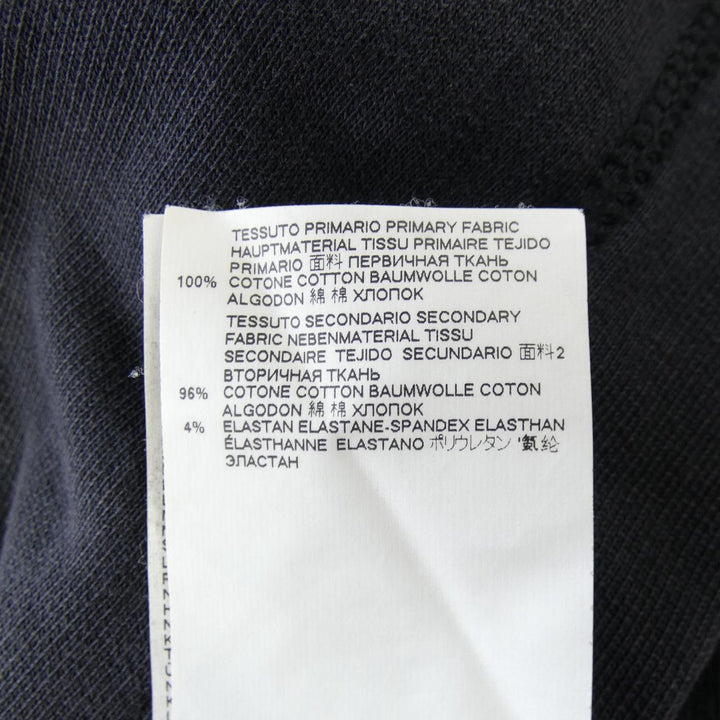 TESSUTO PRIMARIO PRIMARY FABRIC
HAUPTMATERIAL TISSU PRIMAIRE TEJIDO
PRIMARIO 面料 ПЕРВИЧНАЯ ТКАНЬ
100% COTONE COTTON BAUMWOLLE COTON
ALGODON 綿 棉 ХЛОПОК
TESSUTO SECONDARIO SECONDARY
FABRIC NEBENMATERIAL TISSU
SECONDAIRE TEJIDO SECUNDARIO 面料2
ВТОРИЧНАЯ ТКАНЬ
96% COTONE COTTON BAUMWOLLE COTON
ALGODON 綿 棉 ХЛОПОК
4% ELASTAN ELASTANE-SPANDEX ELASTHAN
ÉLASTHANNE ELASTANO ポリウレタン 氨纶
ЭЛАСТАН